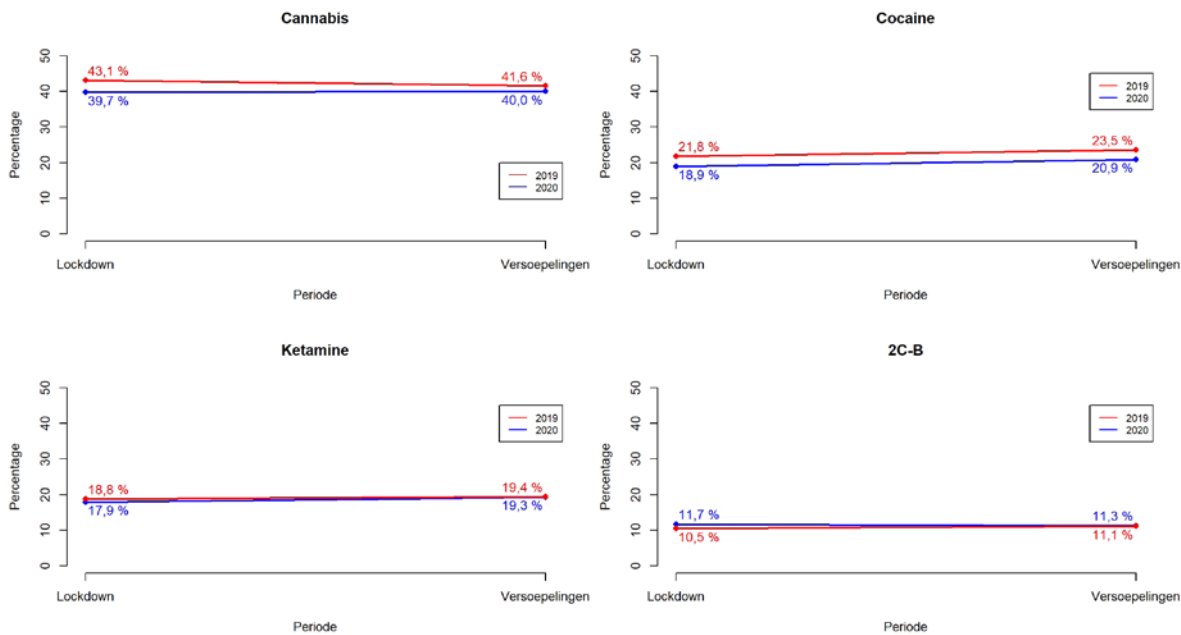 Cannabis
Percentage
50
40
30
20
10
0
43,1 %
41,6 %
39,7 %
40,0 %
2019
2020
Lockdown
Versoepelingen
Periode
Cocaine
Percentage
50
40
30
20
10
0
2019
2020
21,8 %
23,5 %
18,9 %
20,9 %
Lockdown
Versoepelingen
Periode
Ketamine
Percentage
50
40
30
20
10
0
2019
2020
18,8 %
19,4 %
17,9 %
19,3 %
Lockdown
Versoepelingen
Periode
2C-B
Percentage
50
40
30
20
10
0
2019
2020
11,7 %
11,3 %
10,5 %
11,1 %
Lockdown
Versoepelingen
Periode